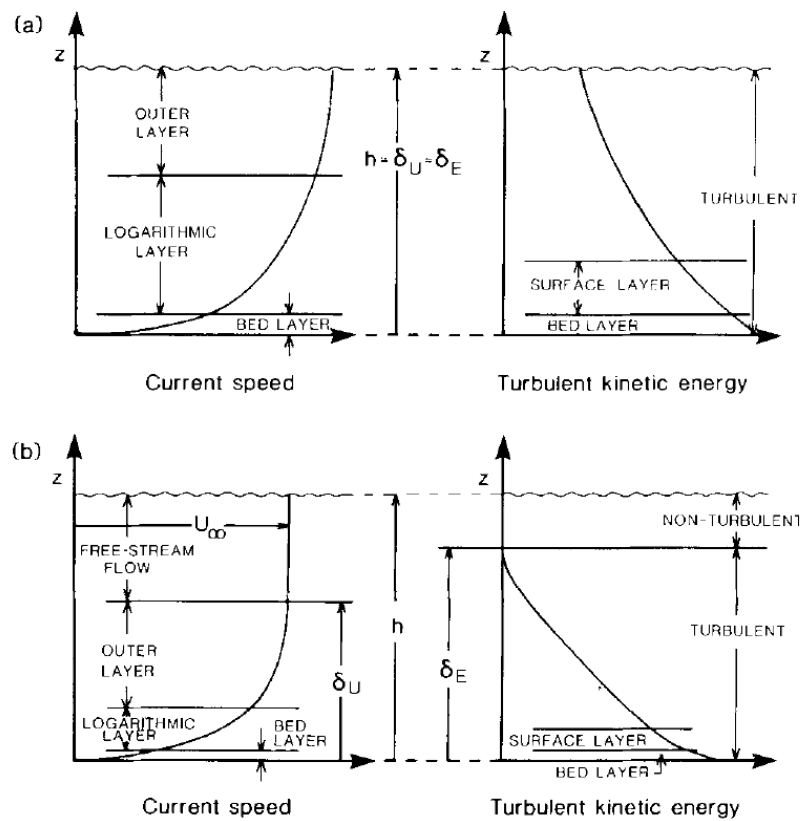 (a)
z
OUTER
LAYER
LOGARITHMIC
LAYER
BED LAYER
Current speed
h = δU = δE
z
TURBULENT
SURFACE LAYER
BED LAYER
Turbulent kinetic energy
(b)
z
U∞
FREE-STREAM
FLOW
OUTER
LAYER
LOGARITHMIC
LAYER
BED
LAYER
δU
Current speed
h
δE
z
NON-TURBULENT
TURBULENT
SURFACE LAYER
BED LAYER
Turbulent kinetic energy